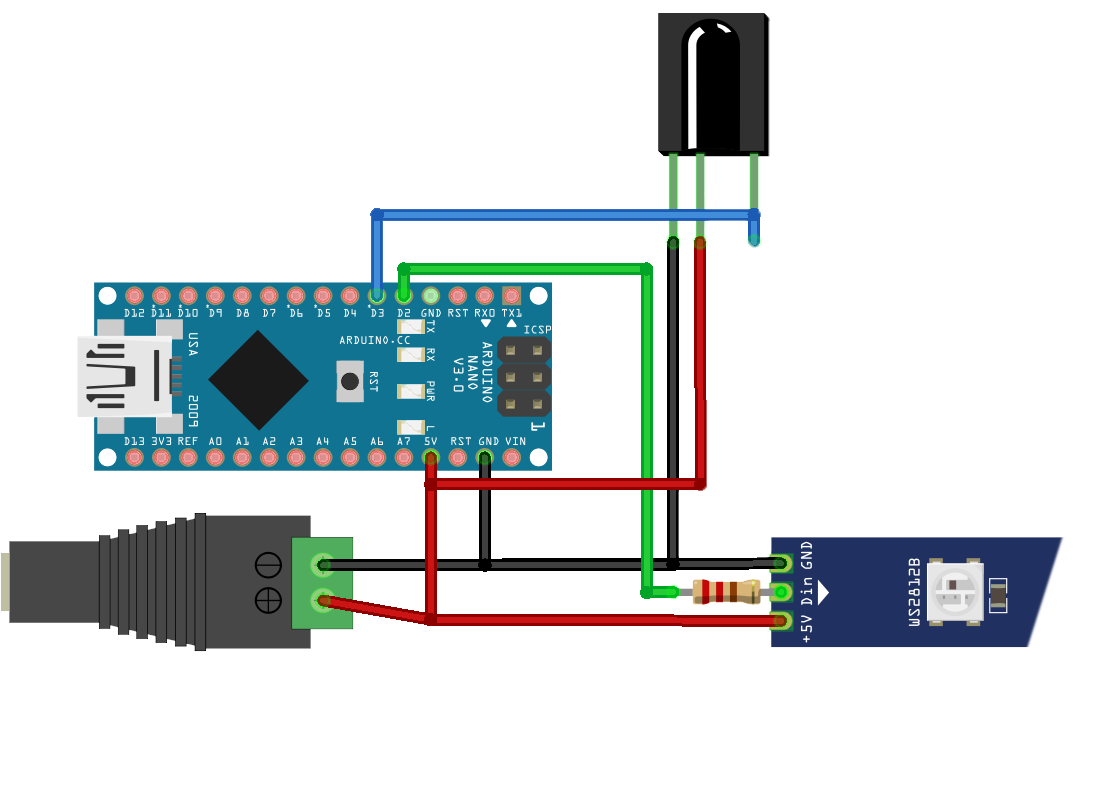 D12 D11 D10 D9 D8 D7 D6 D5 D4 D3 D2 GND RST RX0 TX1
ICSP
TX
RX
PWR
L
ARDUINO.CC
USA
2009
RST
ARDUINO
NANO
V3.0
1
D13 3V3 REF A0 A1 A2 A3 A4 A5 A6 A7 5V RST GND VIN
GND
Din
+5V
WS2812B